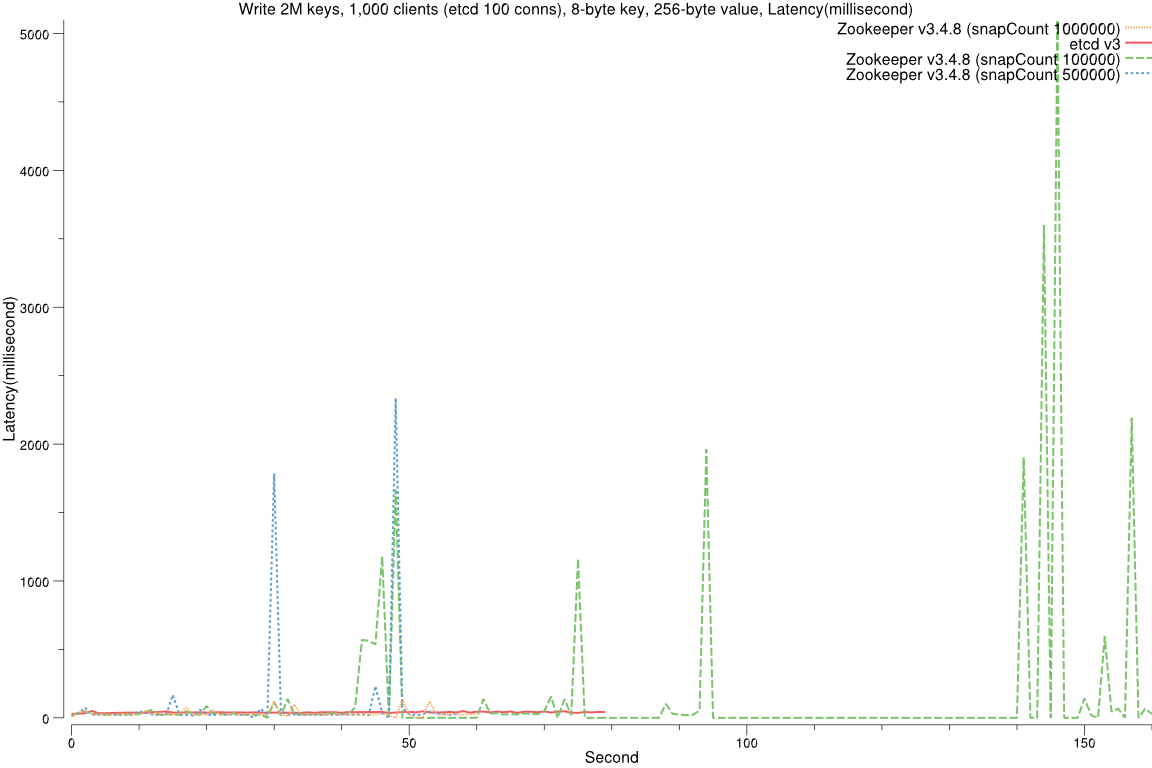 Write 2M keys, 1,000 clients (etcd 100 conns), 8-byte key, 256-byte value, Latency(millisecond)
Zookeeper v3.4.8 (snapCount 1000000)
etcd v3
Zookeeper v3.4.8 (snapCount 100000)
Zookeeper v3.4.8 (snapCount 500000)
5000
4000
3000
2000
1000
0
Latency(millisecond)
0
50
100
150
Second